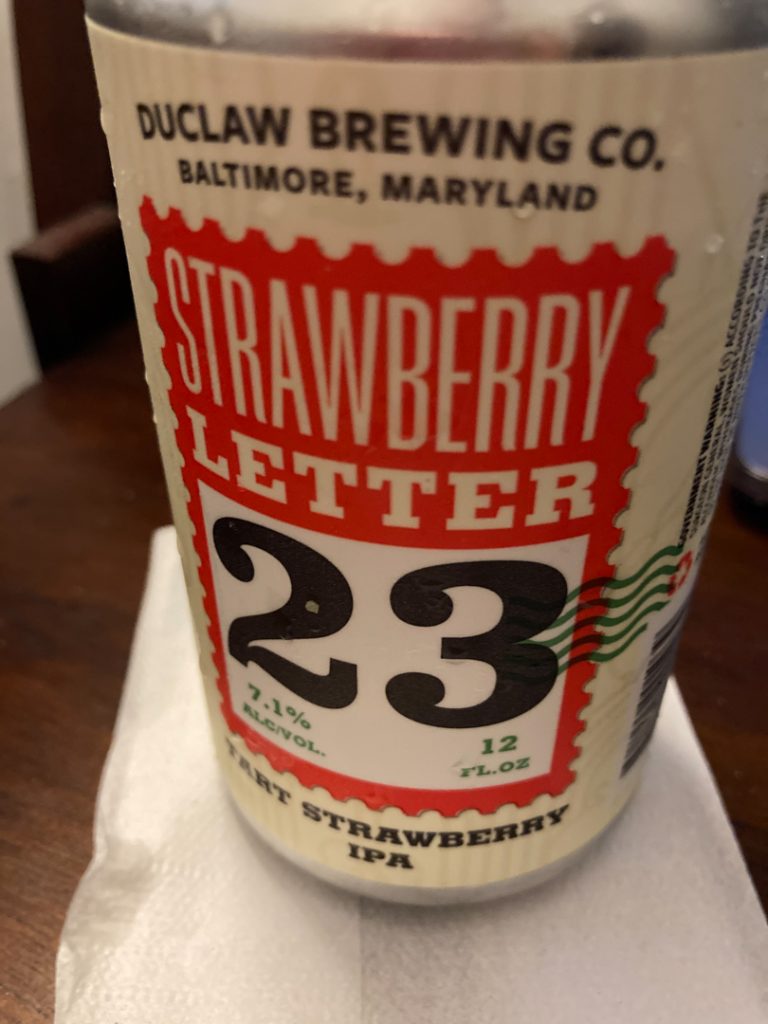 DUCLAW BREWING CO.
BALTIMORE, MARYLAND
STRAWBERRY
LETTER
23
7.1%
ALC/VOL.
12
FL.OZ
TART STRAWBERRY
IPA